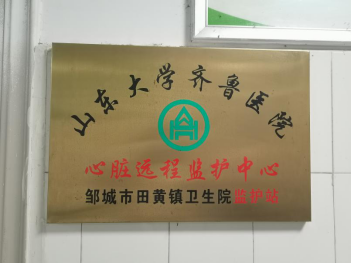 山东大学齐鲁医院
心脏远程监护中心
邹城市田黄镇卫生院监护站